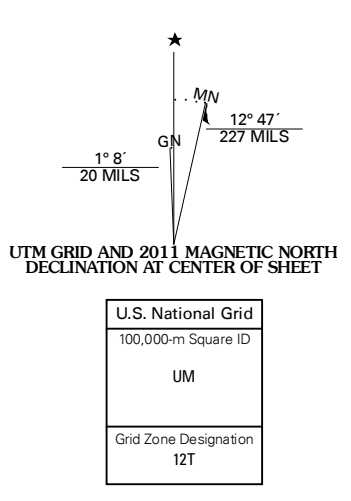 MN
GN
12° 47´
227 MILS
1° 8´
20 MILS
UTM GRID AND 2011 MAGNETIC NORTH
DECLINATION AT CENTER OF SHEET
U.S. National Grid
100,000-m Square ID
UM
Grid Zone Designation
12T